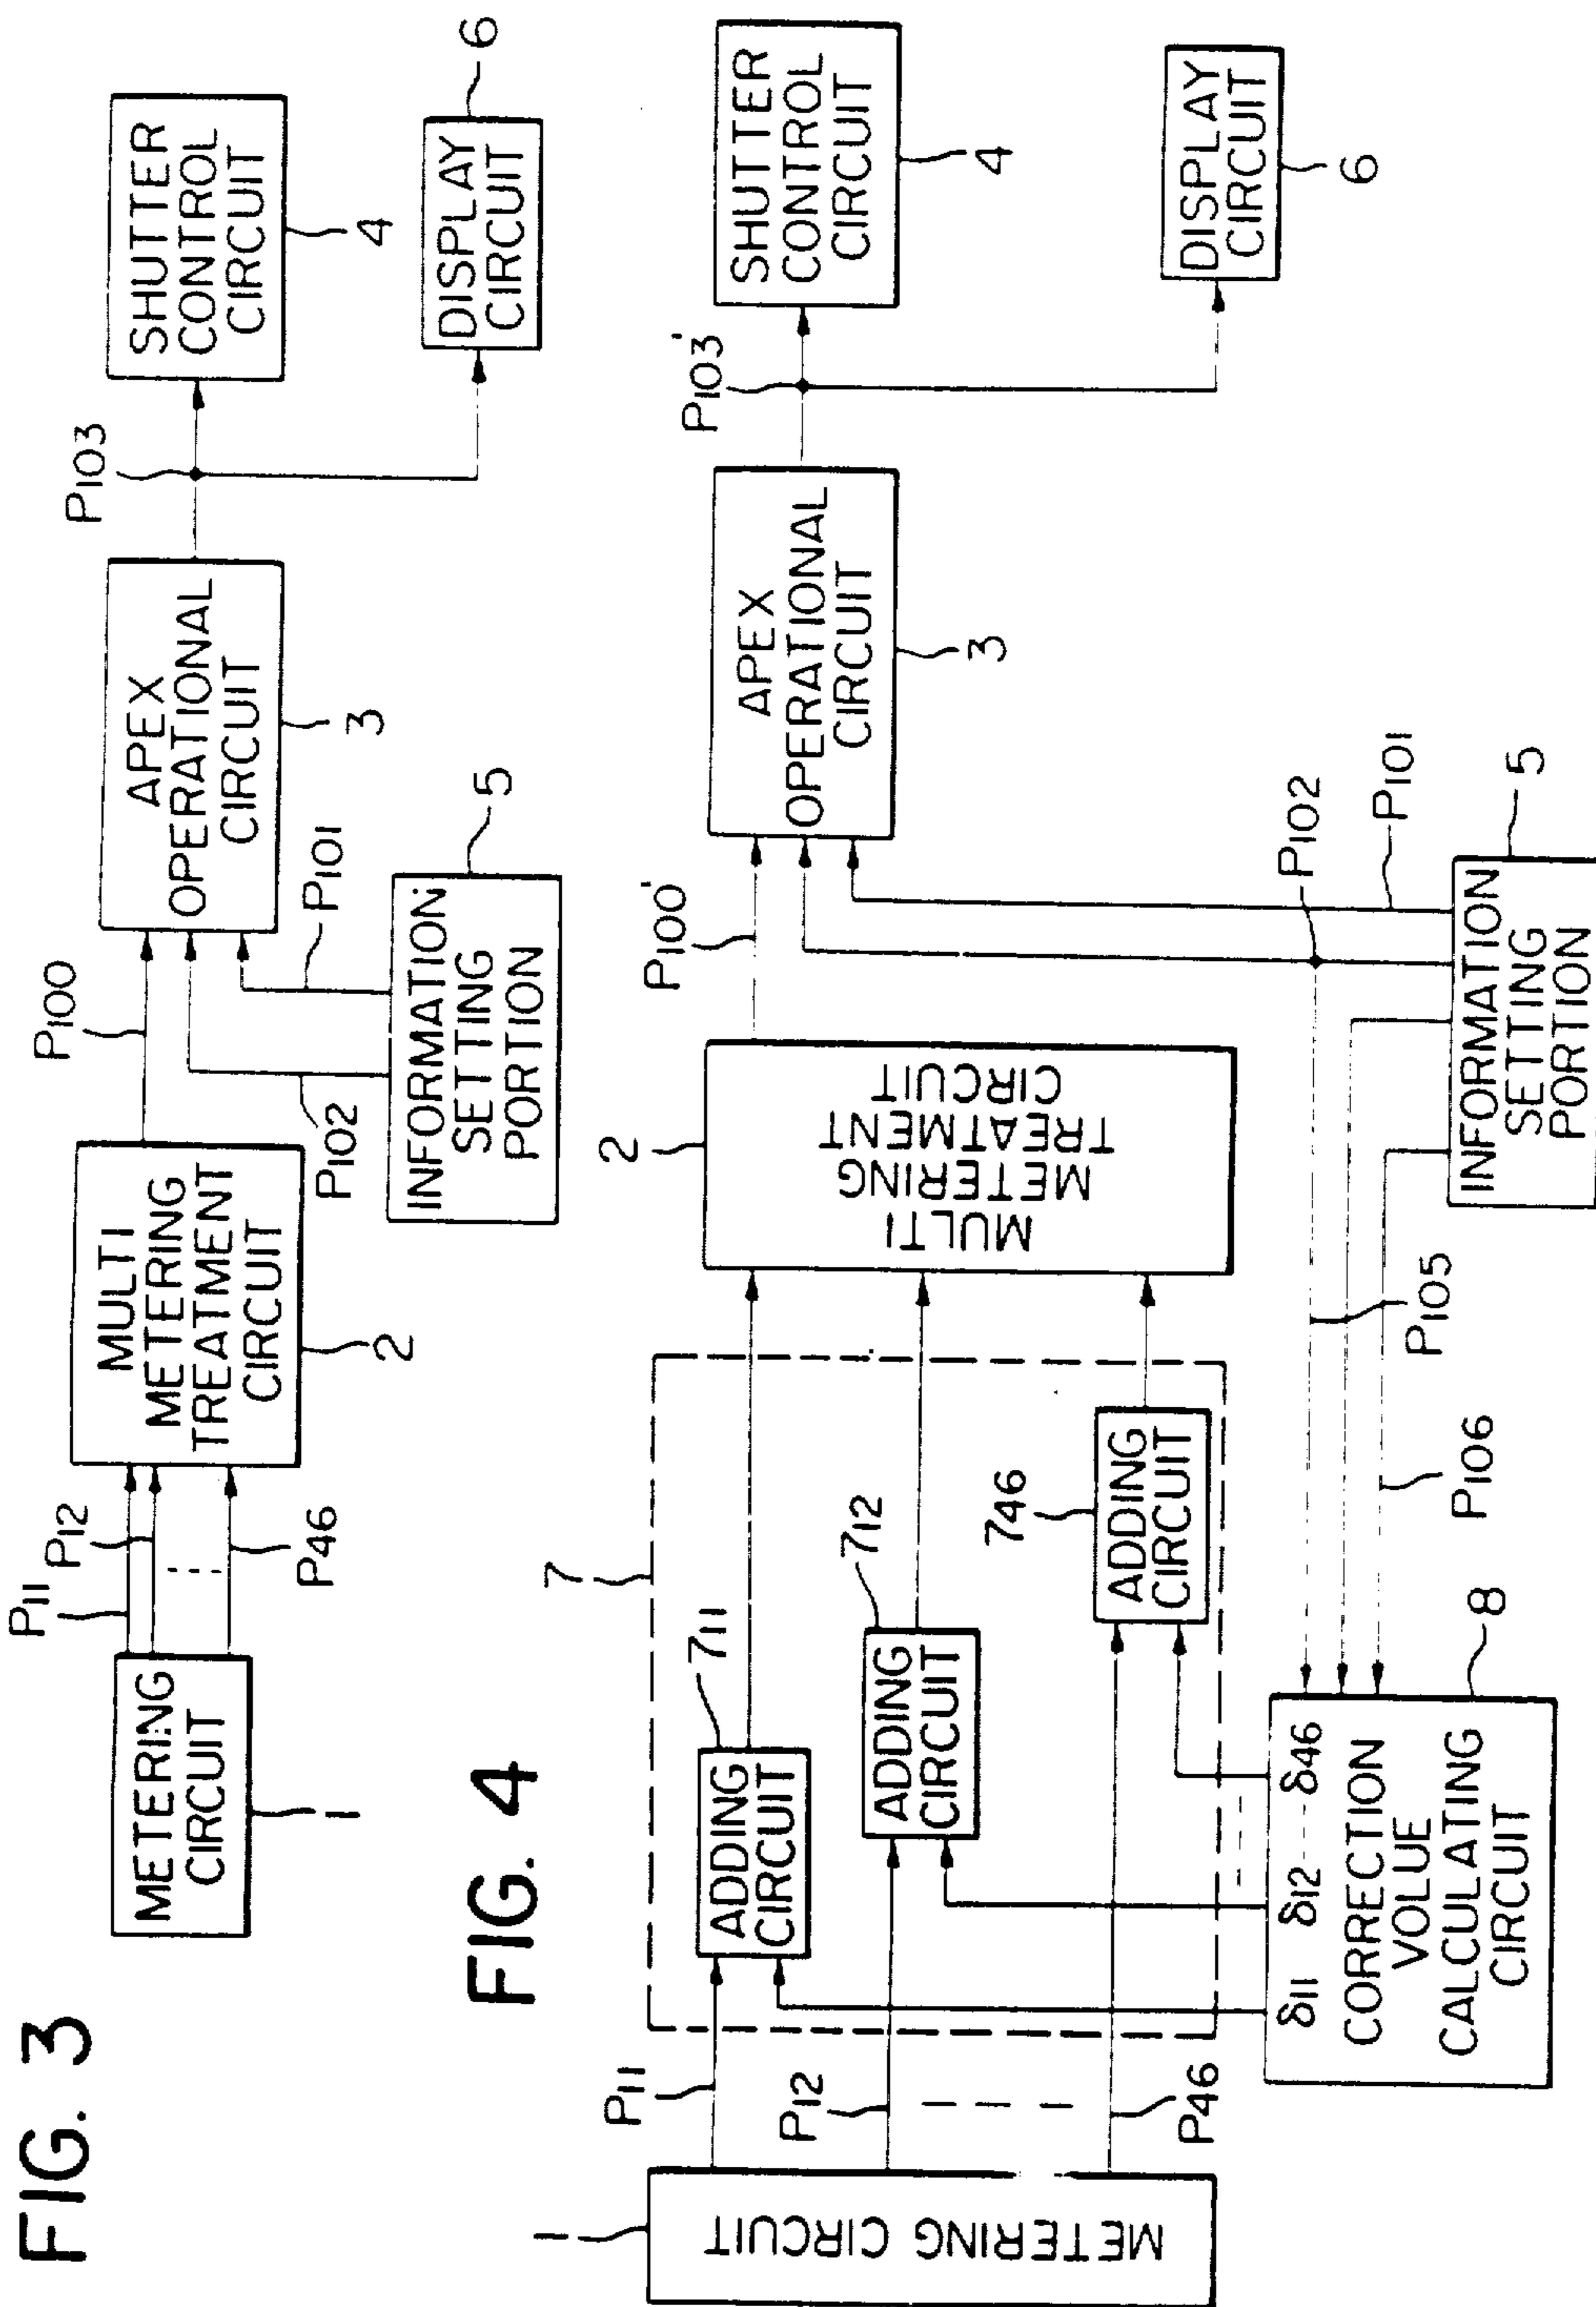 FIG. 3
METERING
CIRCUIT
1
P11
P12
P46
MULTI
METERING
TREATMENT
CIRCUIT
2
P100
P102
P101
INFORMATION
SETTING
PORTION
5
APEX
OPERATIONAL
CIRCUIT
3
P103
SHUTTER
CONTROL
CIRCUIT
4
DISPLAY
CIRCUIT
6
FIG. 4
1
METERING CIRCUIT
P11
P12
P46
7
ADDING
CIRCUIT
711
ADDING
CIRCUIT
712
ADDING
CIRCUIT
746
δ11 δ12 δ46
CORRECTION
VOLUE
CALCULATING
CIRCUIT
8
P105
P106
2
MULTI
METERING
TREATMENT
CIRCUIT
P100'
P102
P101
INFORMATION
SETTING
PORTION
5
APEX
OPERATIONAL
CIRCUIT
3
P103'
SHUTTER
CONTROL
CIRCUIT
4
DISPLAY
CIRCUIT
6